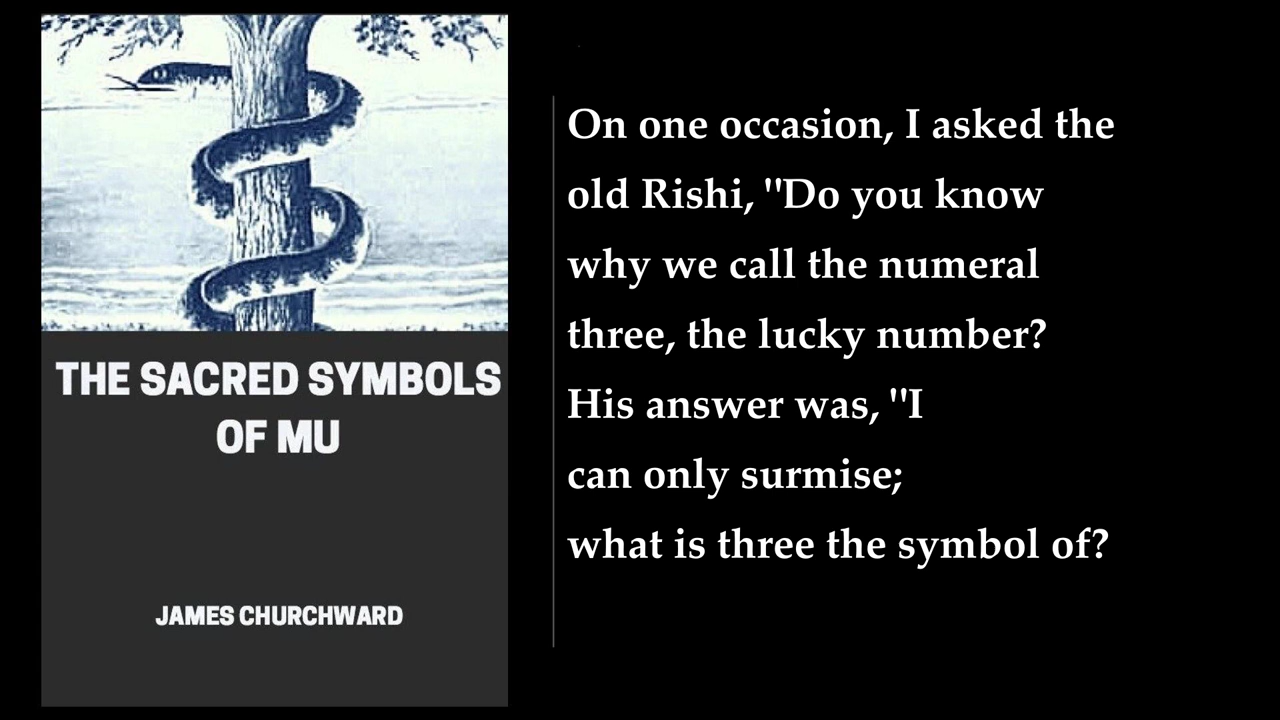 THE SACRED SYMBOLS
OF MU
JAMES CHURCHWARD
On one occasion, I asked the
old Rishi, "Do you know
why we call the numeral
three, the lucky number?
His answer was, "I
can only surmise;
what is three the symbol of?